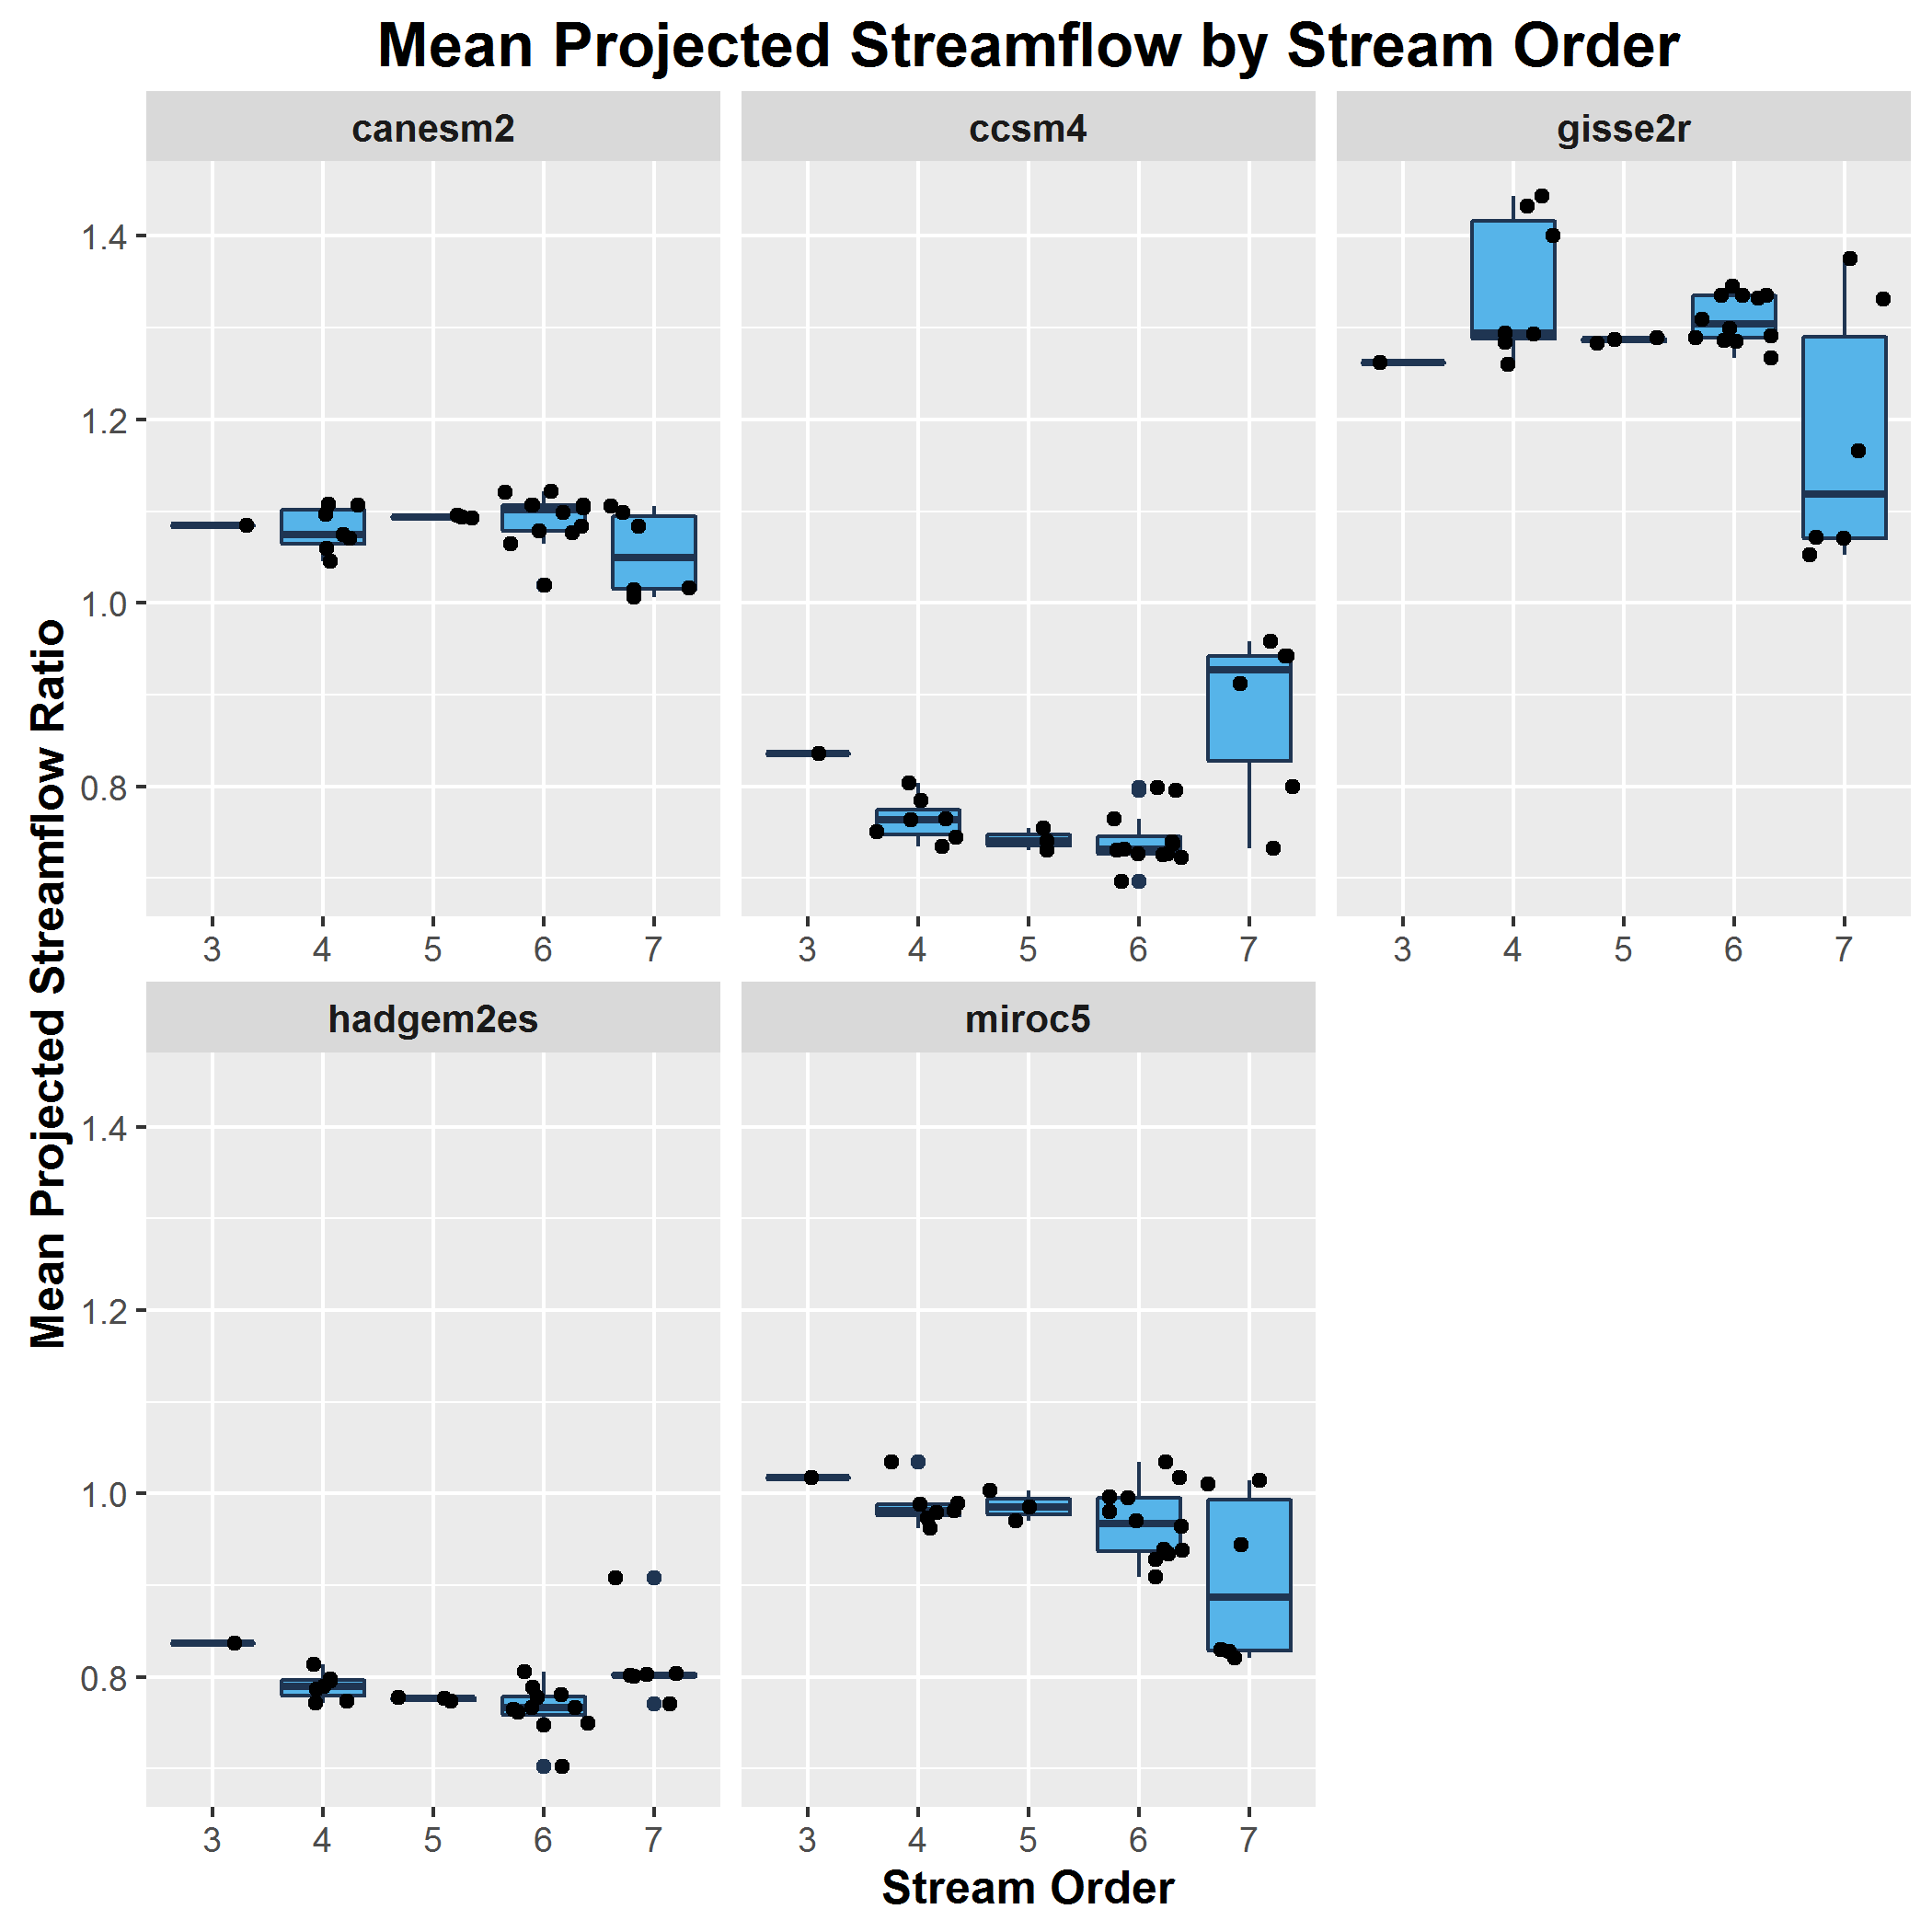 Mean Projected Streamflow by Stream Order
canesm2
ccsm4
gisse2r
Mean Projected Streamflow Ratio
1.4
1.2
1.0
0.8
3 4 5 6 7
3 4 5 6 7
3 4 5 6 7
hadgem2es
miroc5
1.4
1.2
1.0
0.8
3 4 5 6 7
3 4 5 6 7
Stream Order